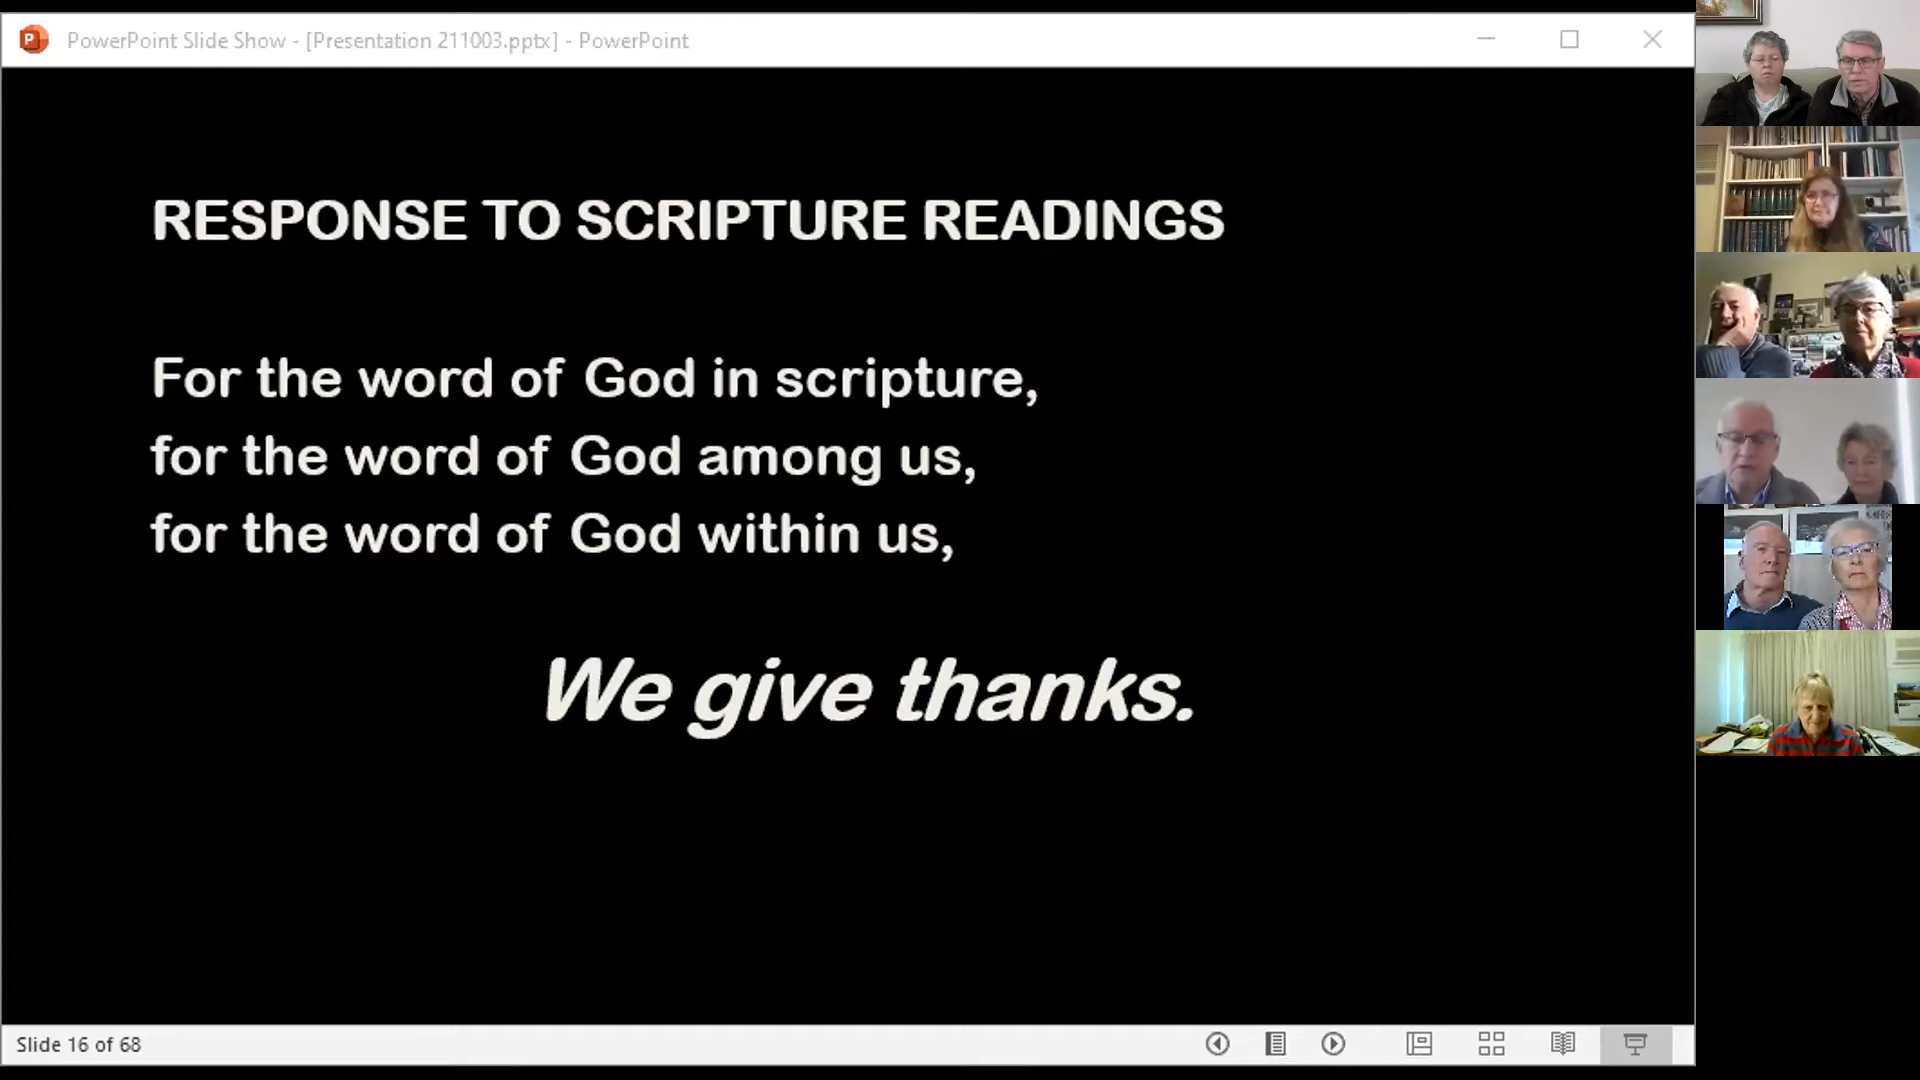 PowerPoint Slide Show - [Presentation 211003.pptx] - PowerPoint
RESPONSE TO SCRIPTURE READINGS
For the word of God in scripture,
for the word of God among us,
for the word of God within us,
We give thanks.
Slide 16 of 68